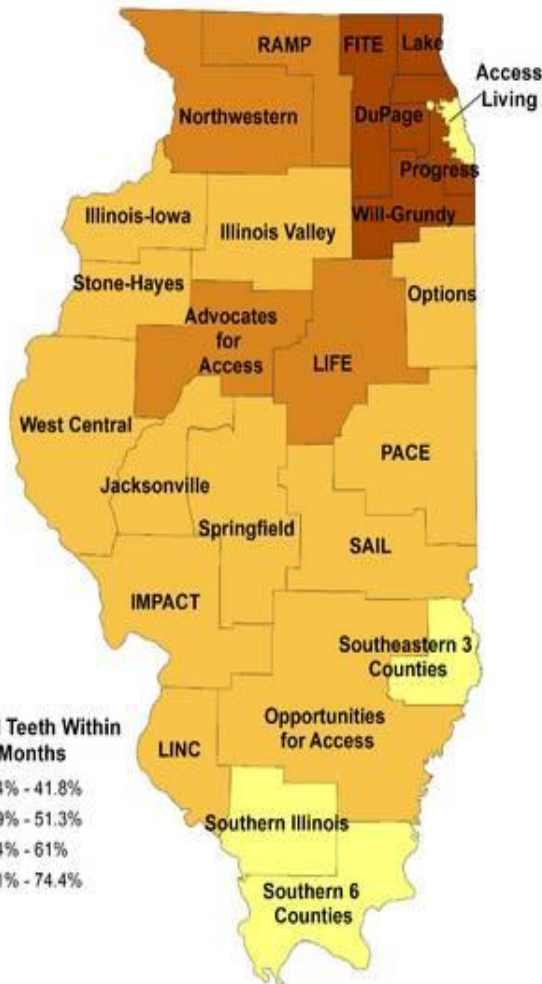 RAMP
FITE
Lake
Access
Living
Northwestern
DuPage
Progress
Illinois-Iowa
Illinois Valley
Will-Grundy
Stone-Hayes
Options
Advocates
for
Access
LIFE
West Central
PACE
Jacksonville
Springfield
SAIL
IMPACT
Southeastern 3
Counties
Teeth Within
Months
LINC
Opportunities
for Access
% - 41.8%
% - 51.3%
% - 61%
% - 74.4%
Southern Illinois
Southern 6
Counties